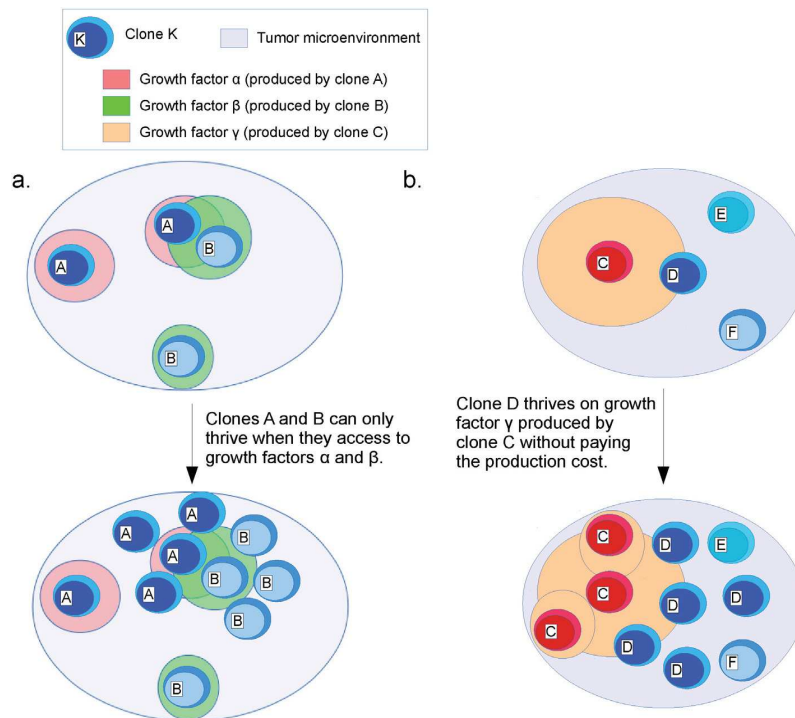 K
Clone K
Tumor microenvironment
Growth factor α (produced by clone A)
Growth factor β (produced by clone B)
Growth factor γ (produced by clone C)
a.
A
A
B
B
Clones A and B can only
thrive when they access to
growth factors α and β.
A
A
B
A
A
A
B
B
B
B
b.
E
C
D
F
Clone D thrives on growth
factor γ produced by
clone C without paying
the production cost.
C
D
E
C
D
D
C
D
D
F